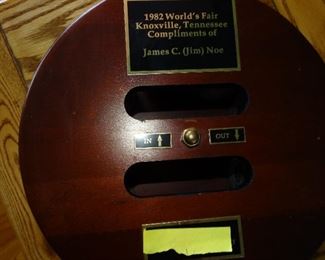 1982 World's Fair
Knoxville, Tennessee
Compliments of
James C. (Jim) Noe
IN
OUT